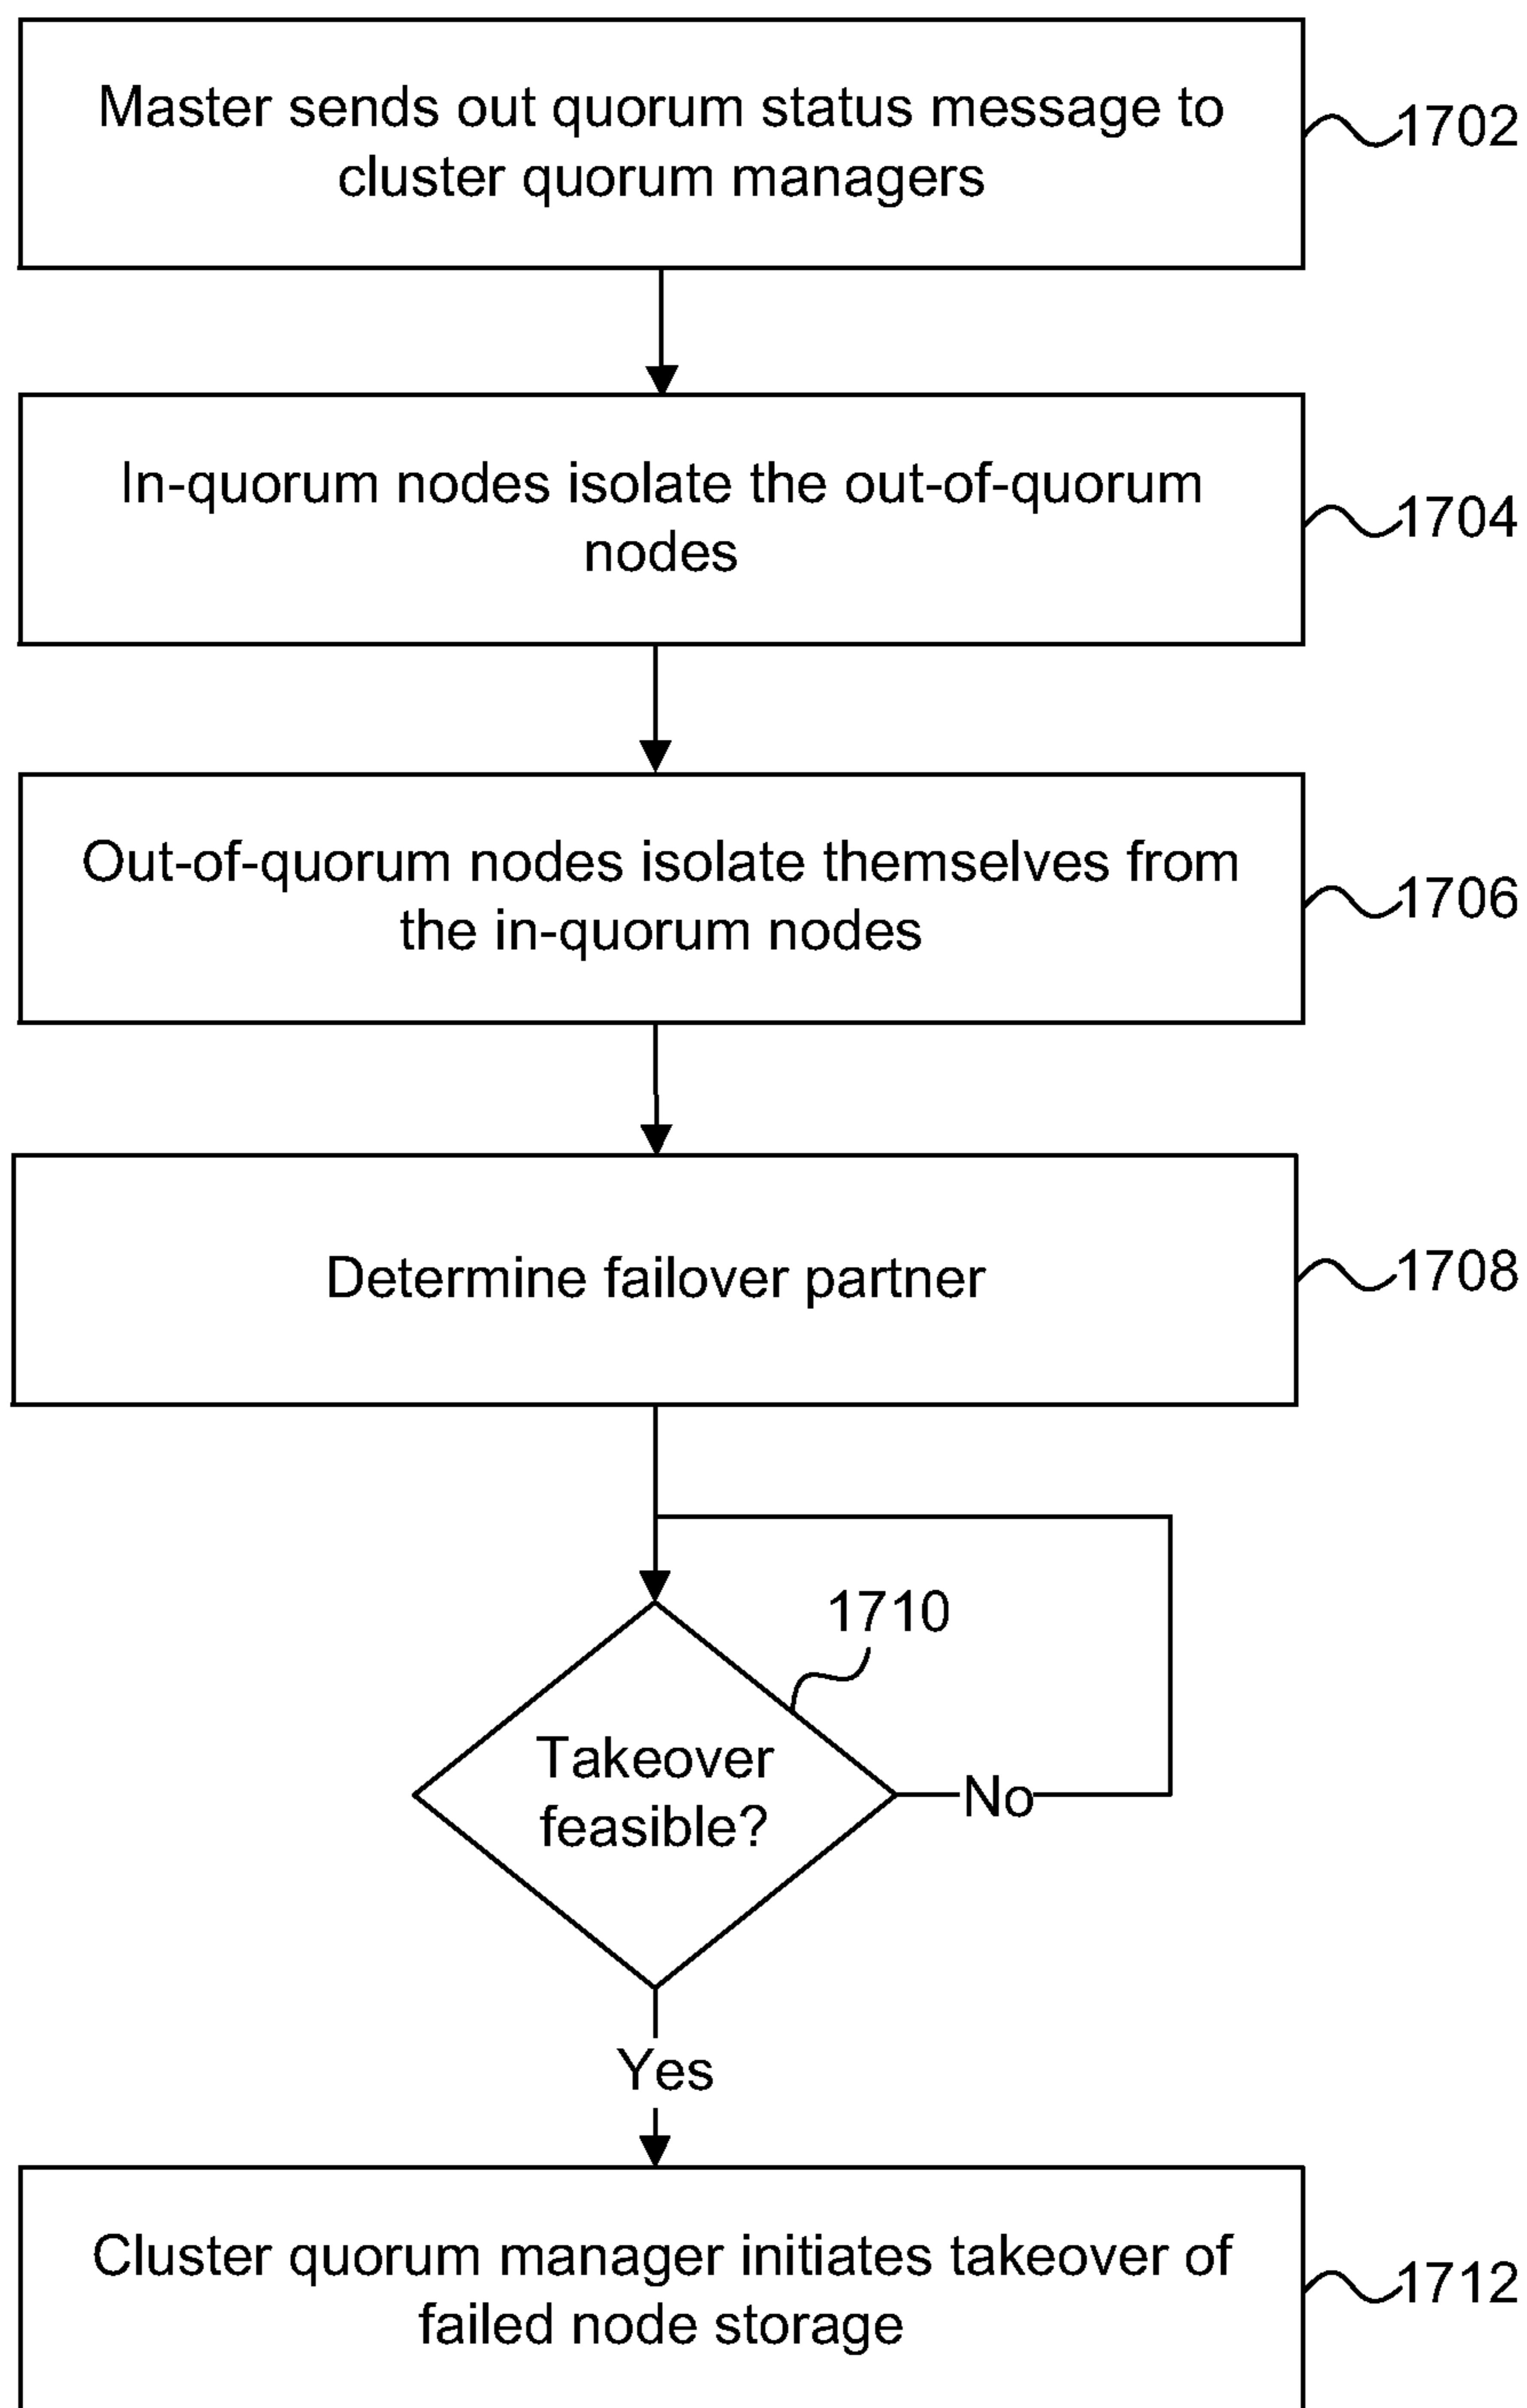 Master sends out quorum status message to
cluster quorum managers
1702
In-quorum nodes isolate the out-of-quorum
nodes
1704
Out-of-quorum nodes isolate themselves from
the in-quorum nodes
1706
Determine failover partner
1708
1710
Takeover
feasible?
No
Yes
Cluster quorum manager initiates takeover of
failed node storage
1712